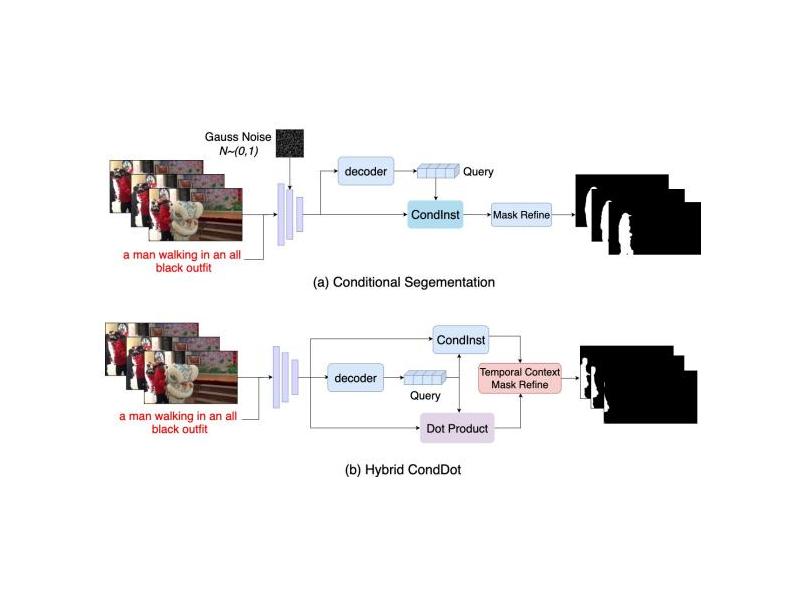 Gauss Noise
N~(0,1)
decoder
Query
CondInst
Mask Refine
a man walking in an all
black outfit
(a) Conditional Segementation
CondInst
decoder
Query
Temporal Context
Mask Refine
Dot Product
a man walking in an all
black outfit
(b) Hybrid CondDot